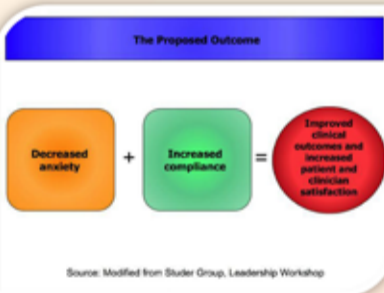 The Proposed Outcome
Decreased
anxiety
+
Increased
compliance
=
Improved
clinical
outcomes and
increased
patient and
clinician
satisfaction
Source: Modified from Studer Group, Leadership Workshop